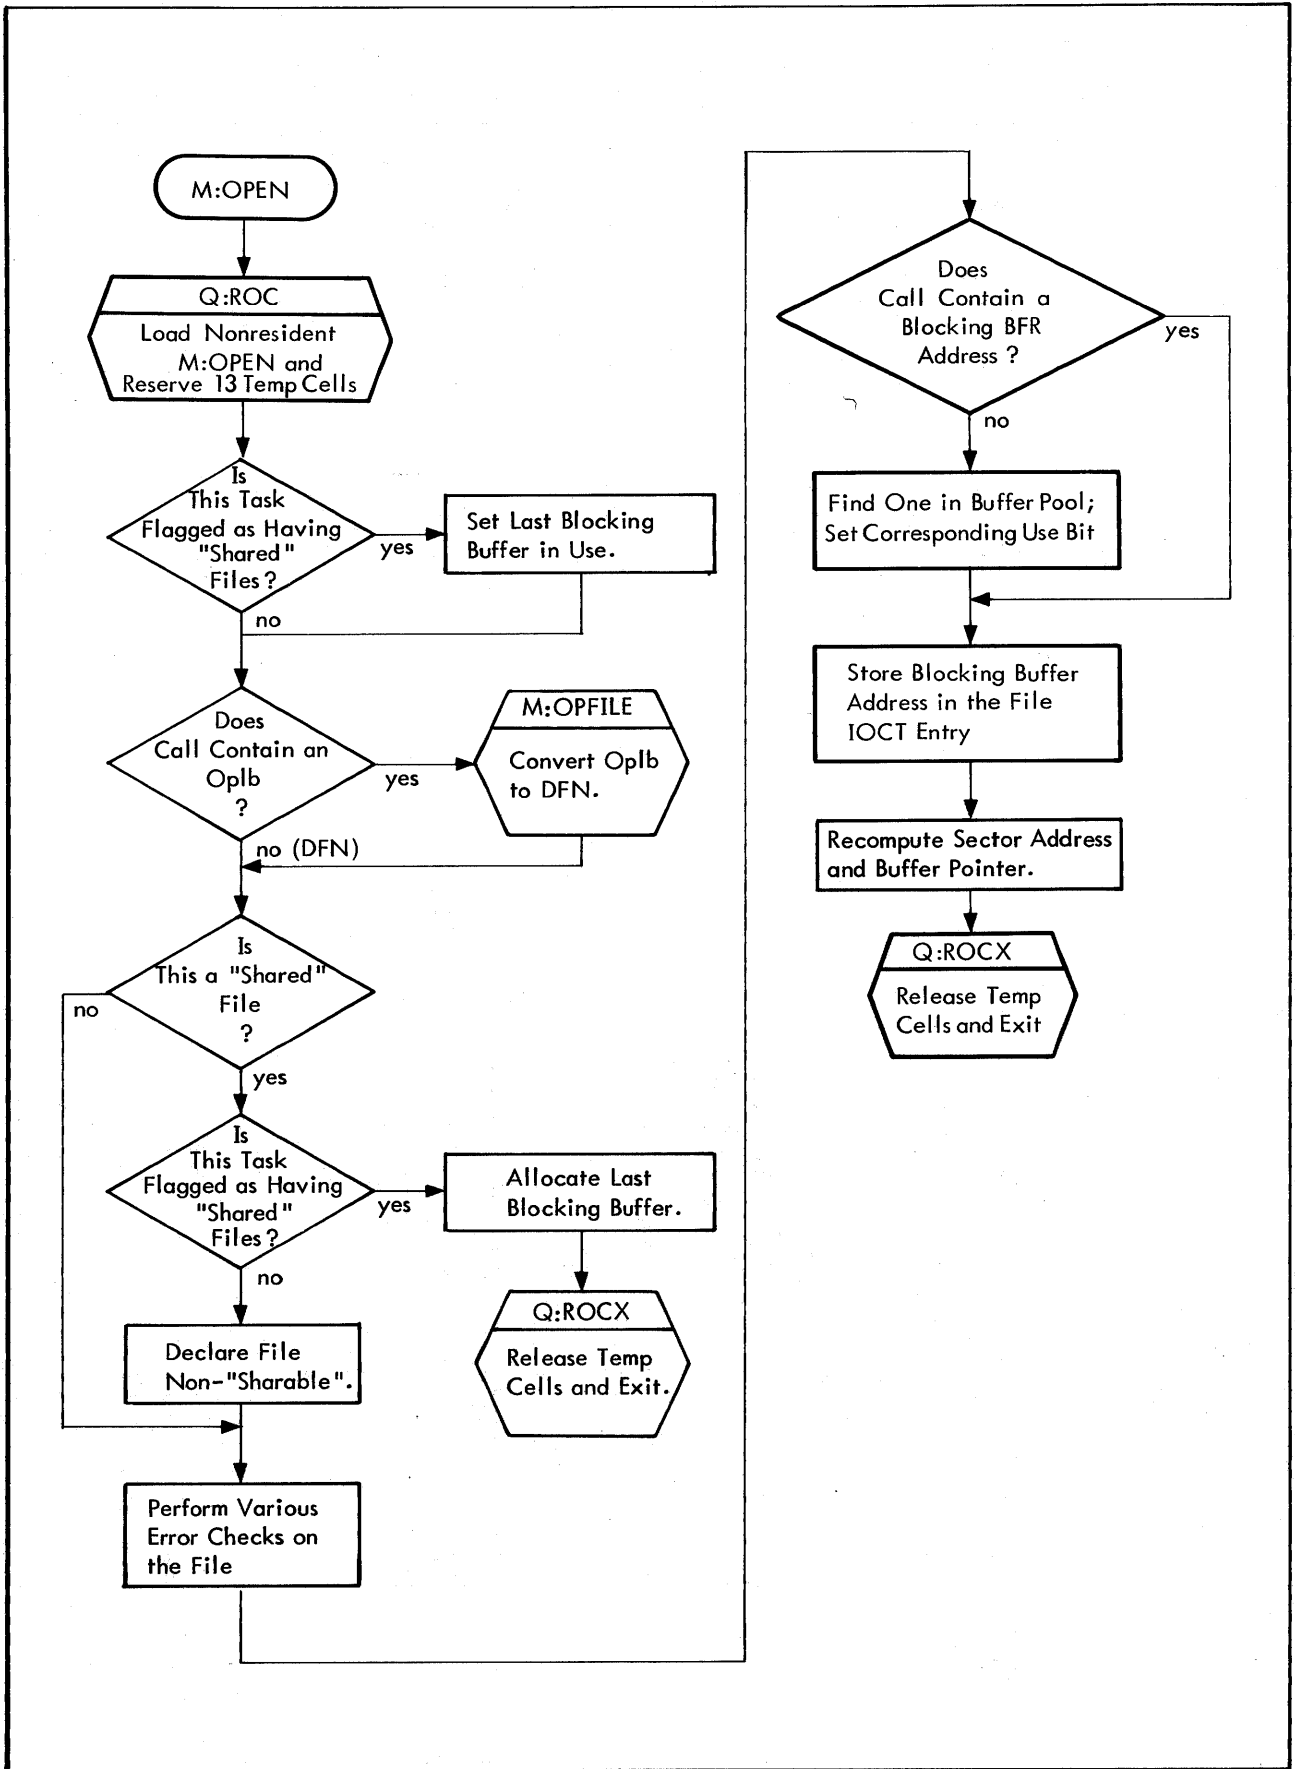 M:OPEN
Q:ROC
Load Nonresident
M:OPEN and
Reserve 13 Temp Cells
Is
This Task
Flagged as Having
"Shared"
Files?
yes
no
Set Last Blocking
Buffer in Use.
Does
Call Contain an
Oplb
?
yes
no (DFN)
M:OPFILE
Convert Oplb
to DFN.
Is
This a "Shared"
File
?
no
yes
Is
This Task
Flagged as Having
"Shared"
Files?
yes
no
Allocate Last
Blocking Buffer.
Q:ROCX
Release Temp
Cells and Exit.
Declare File
Non-"Sharable".
Perform Various
Error Checks on
the File
Does
Call Contain a
Blocking BFR
Address?
yes
no
Find One in Buffer Pool;
Set Corresponding Use Bit
Store Blocking Buffer
Address in the File
IOCT Entry
Recompute Sector Address
and Buffer Pointer.
Q:ROCX
Release Temp
Cells and Exit